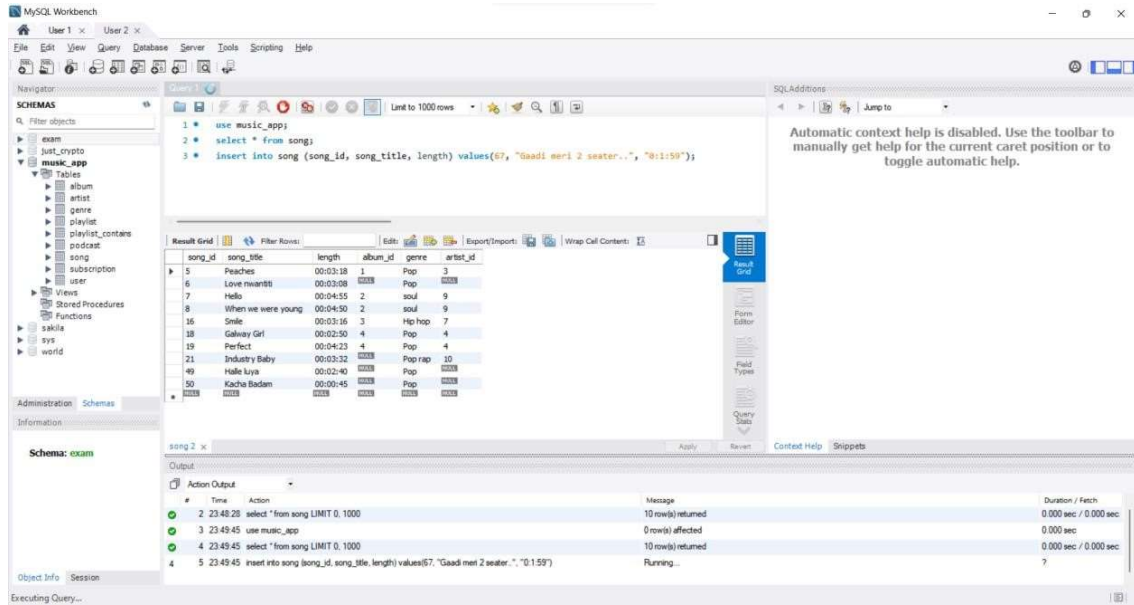 MySQL Workbench
User 1 × User 2 ×
File Edit View Query Database Server Tools Scripting Help
Navigator
SCHEMAS
Filter objects
exam
just_crypto
music_app
Tables
album
artist
genre
playlist
playlist_contains
podcast
song
subscription
user
Views
Stored Procedures
Functions
sakila
sys
world
Administration Schemas
Information
Schema: exam
Object Info Session
Query 1
Limit to 1000 rows
1 use music_app;
2 select * from song;
3 insert into song (song_id, song_title, length) values(67, "Gaadi meri 2 seater..", "0:1:59");
Result Grid Filter Rows: Edit: Export/Import: Wrap Cell Content:
song_id song_title length album_id genre artist_id
5 Peaches 00:03:18 1 Pop 3
6 Love nwantiti 00:03:08 NULL Pop NULL
7 Hello 00:04:55 2 soul 9
8 When we were young 00:04:50 2 soul 9
16 Smile 00:03:16 3 Hip hop 7
18 Galway Girl 00:02:50 4 Pop 4
19 Perfect 00:04:23 4 Pop 4
21 Industry Baby 00:03:32 NULL Pop rap 10
49 Halle luya 00:02:40 NULL Pop NULL
50 Kacha Badam 00:00:45 NULL Pop NULL
NULL NULL NULL NULL NULL NULL
Result Grid
Form Editor
Field Types
Query Stats
song 2 × Apply Revert
SQLAdditions
Jump to
Automatic context help is disabled. Use the toolbar to
manually get help for the current caret position or to
toggle automatic help.
Context Help Snippets
Output
Action Output
# Time Action Message Duration / Fetch
2 23:48:28 select * from song LIMIT 0, 1000 10 row(s) returned 0.000 sec / 0.000 sec
3 23:49:45 use music_app 0 row(s) affected 0.000 sec
4 23:49:45 select * from song LIMIT 0, 1000 10 row(s) returned 0.000 sec / 0.000 sec
4 5 23:49:45 insert into song (song_id, song_title, length) values(67, "Gaadi meri 2 seater..", "0:1:59") Running... ?
Executing Query...